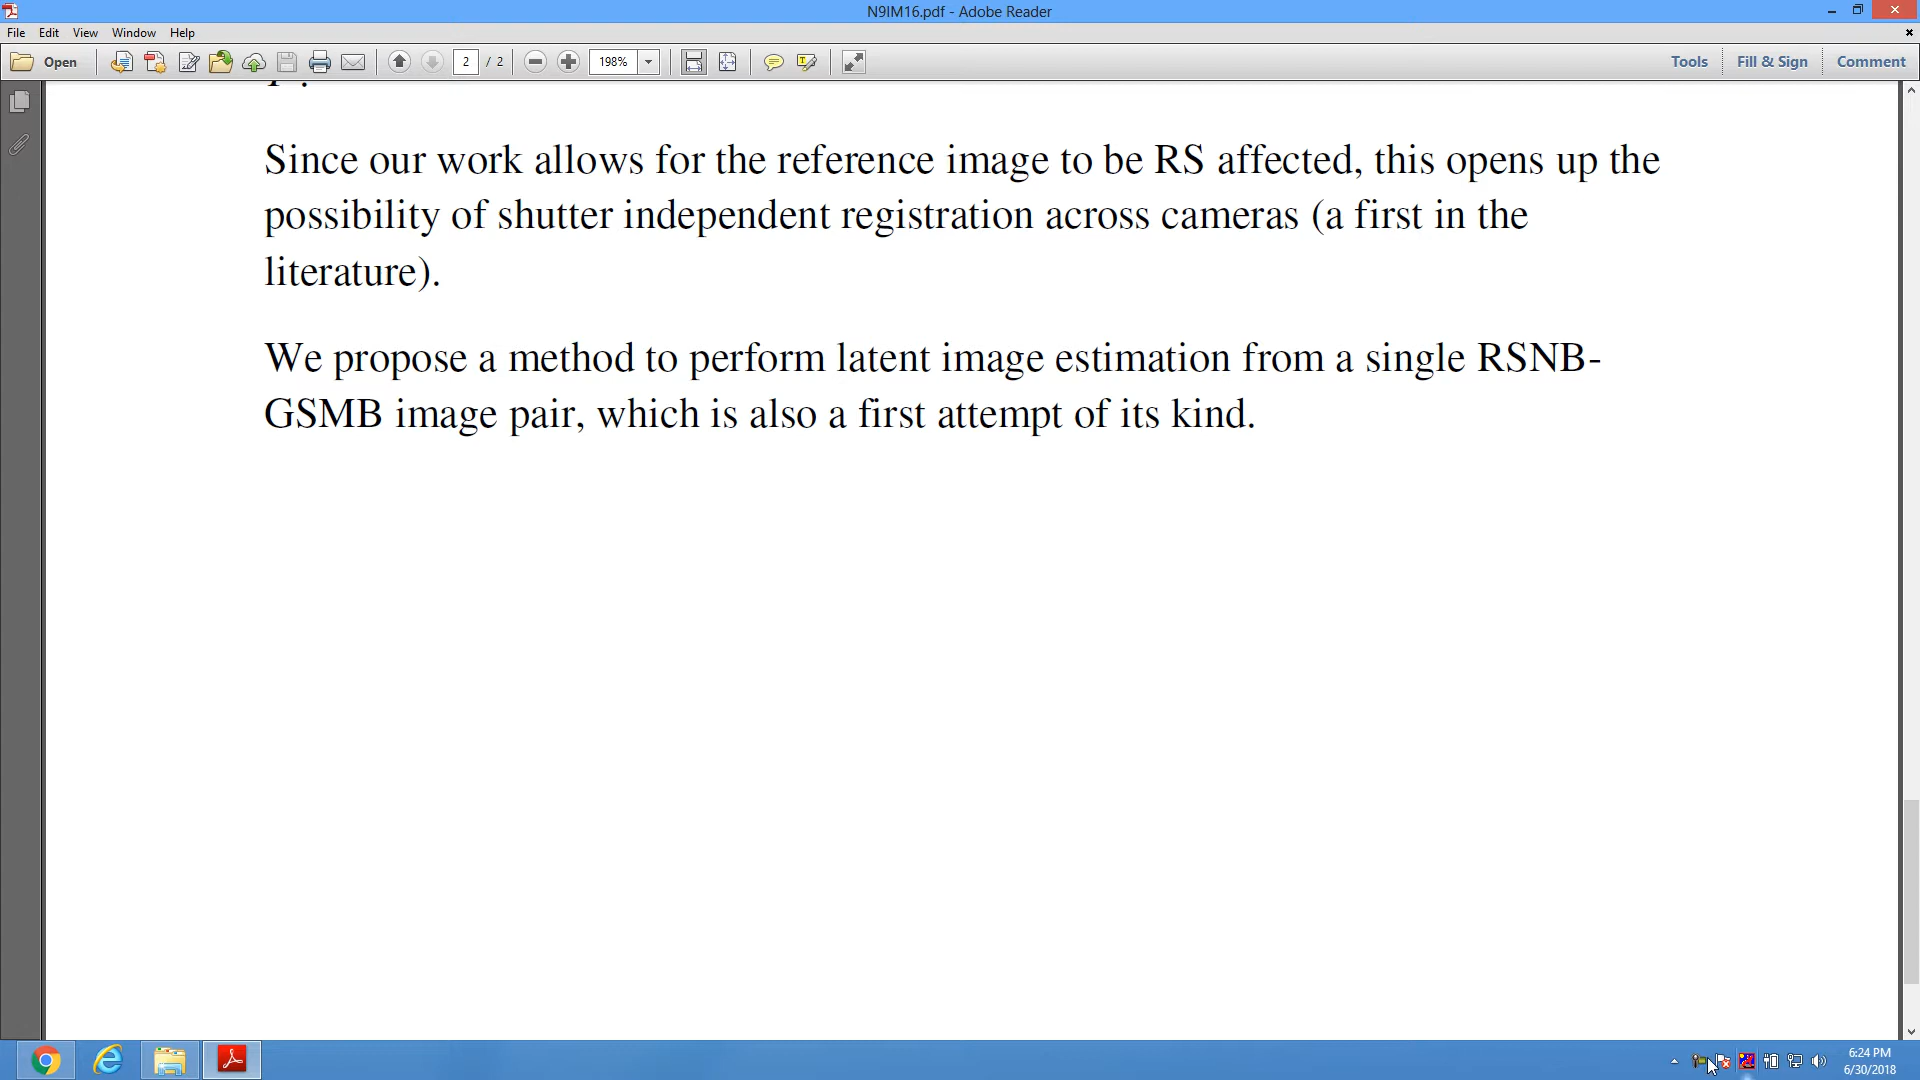 N9IM16.pdf - Adobe Reader
File Edit View Window Help
Open 2 / 2 198% Tools Fill & Sign Comment
Since our work allows for the reference image to be RS affected, this opens up the
possibility of shutter independent registration across cameras (a first in the
literature).
We propose a method to perform latent image estimation from a single RSNB-
GSMB image pair, which is also a first attempt of its kind.
6:24 PM
6/30/2018